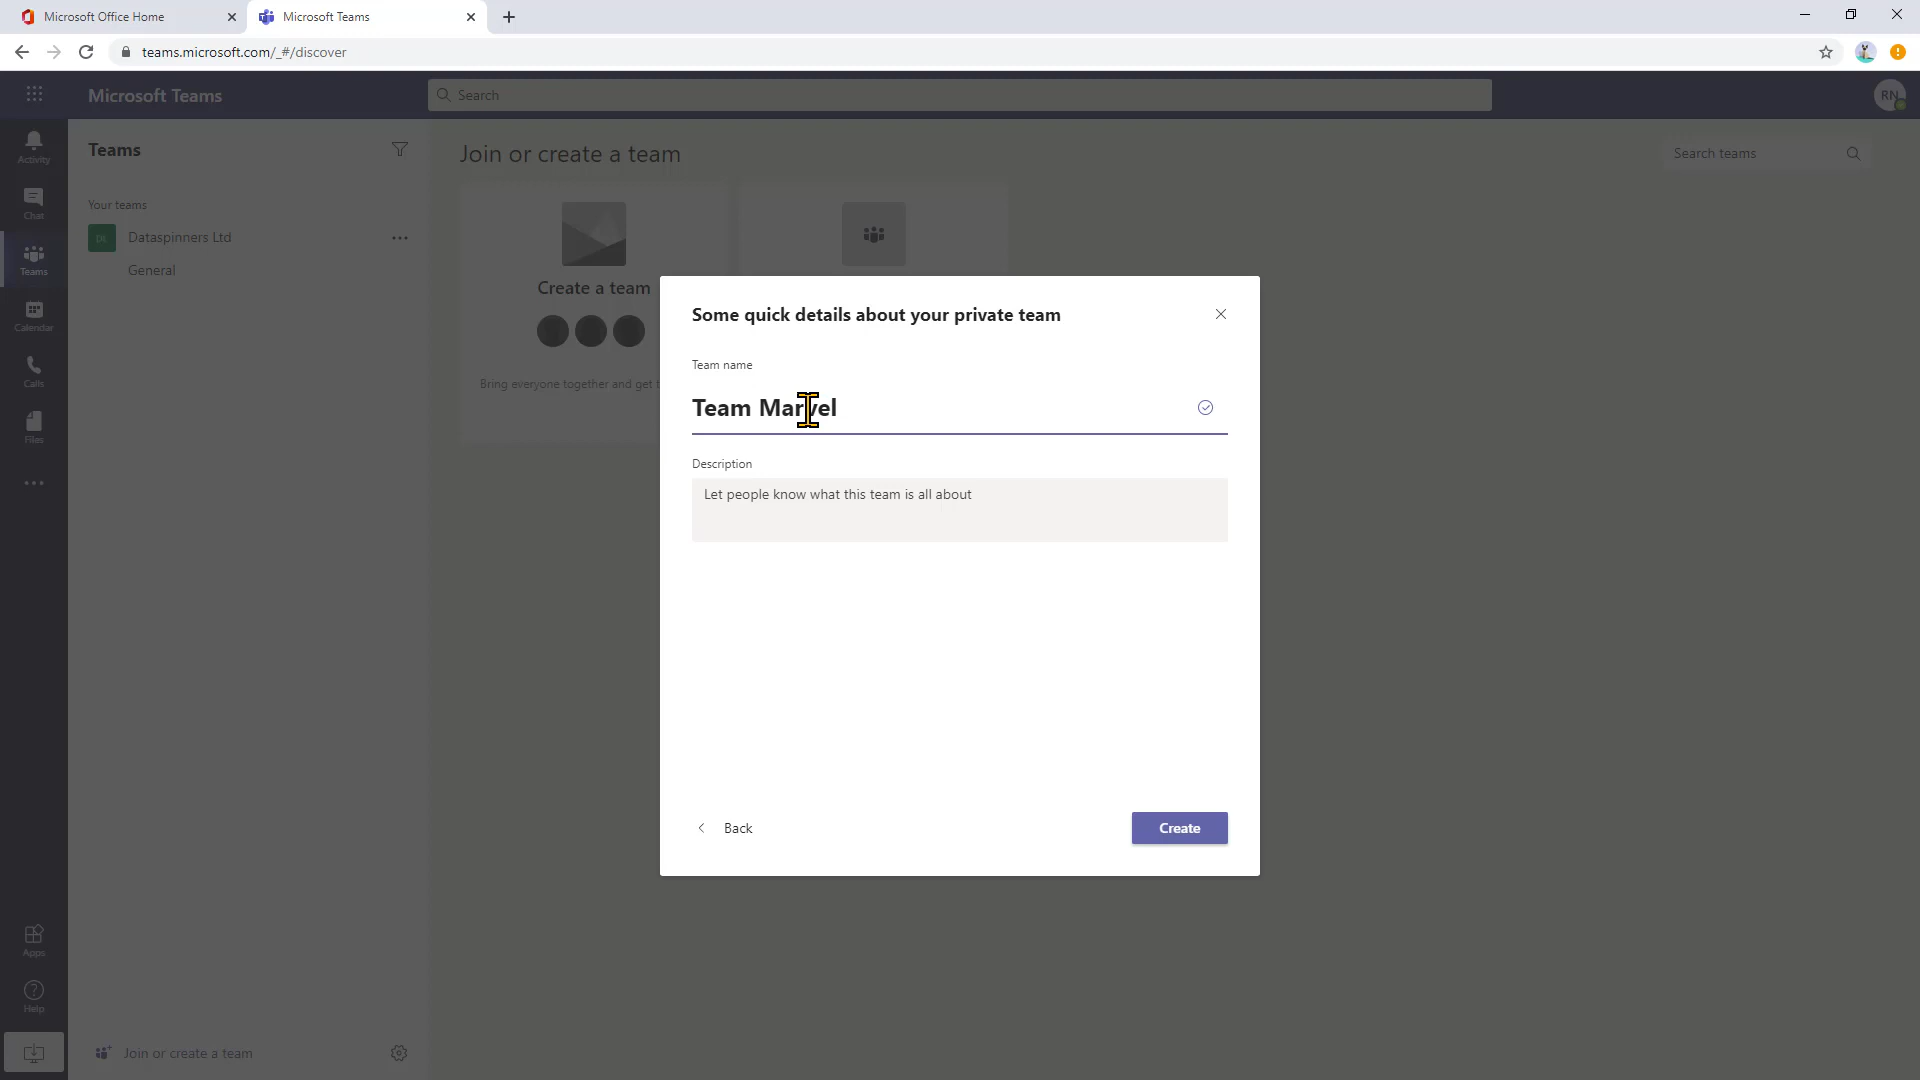 Microsoft Office Home
Microsoft Teams
teams.microsoft.com/_#/discover
Microsoft Teams
Search
RN
Activity
Chat
Teams
Calendar
Calls
Files
Apps
Help
Teams
Your teams
Dataspinners Ltd
General
Join or create a team
Join or create a team
Search teams
Create a team
Bring everyone together and get
Some quick details about your private team
Team name
Team Marvel
Description
Let people know what this team is all about
Back
Create